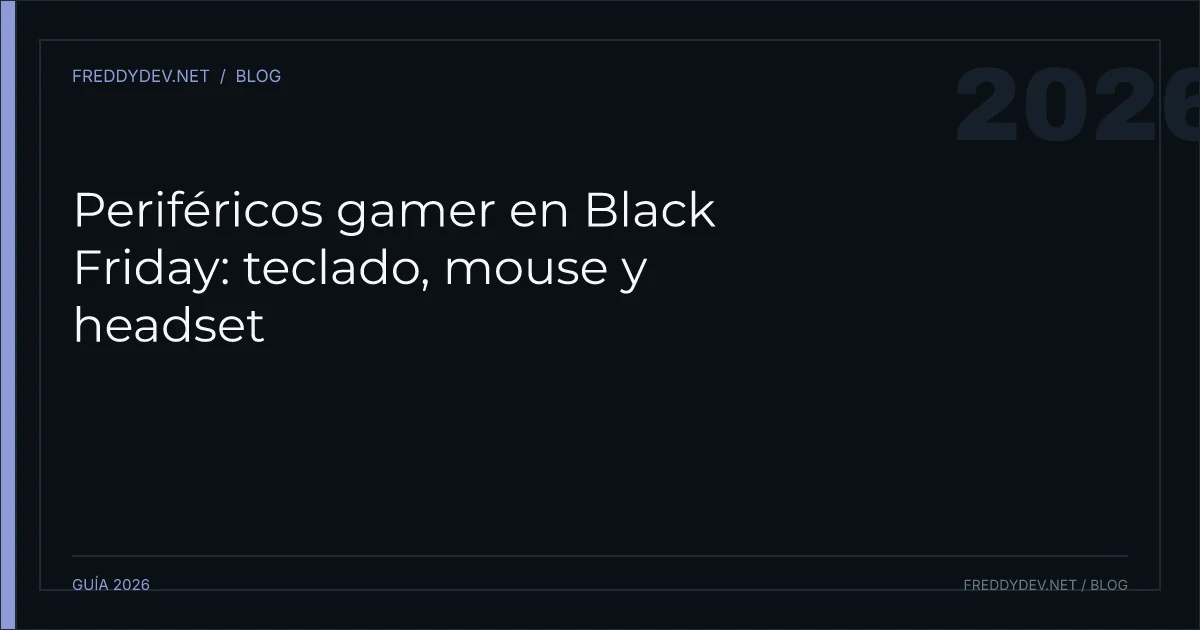 FREDDYDEV.NET / BLOG
2026
Periféricos gamer en Black
Friday: teclado, mouse y
headset
GUÍA 2026
FREDDYDEV.NET / BLOG